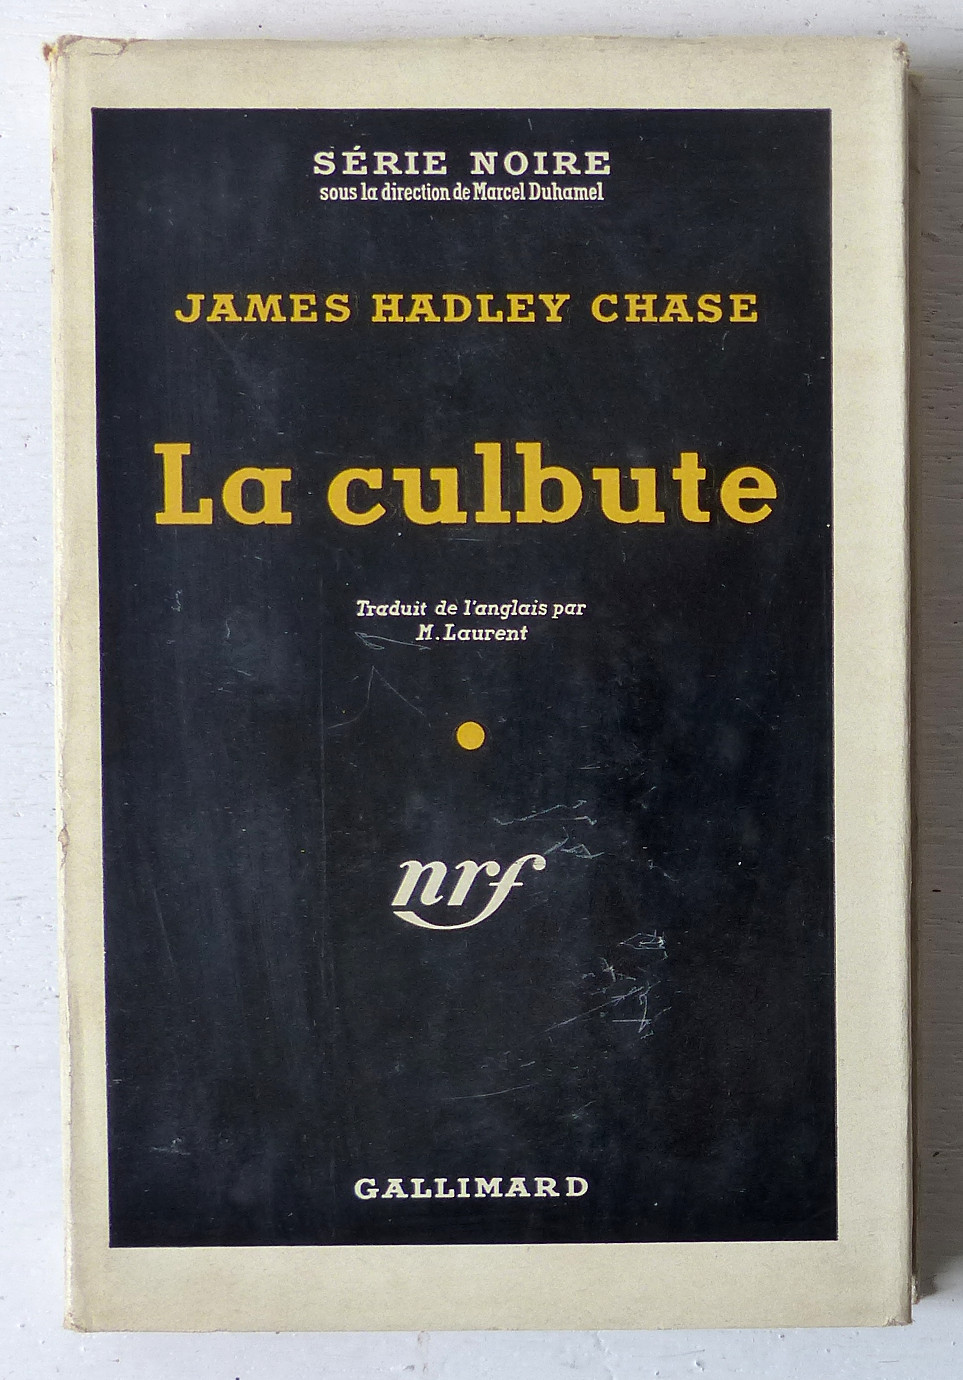 SÉRIE NOIRE
sous la direction de Marcel Duhamel
JAMES HADLEY CHASE
La culbute
Traduit de l'anglais par
M. Laurent
nrf
GALLIMARD